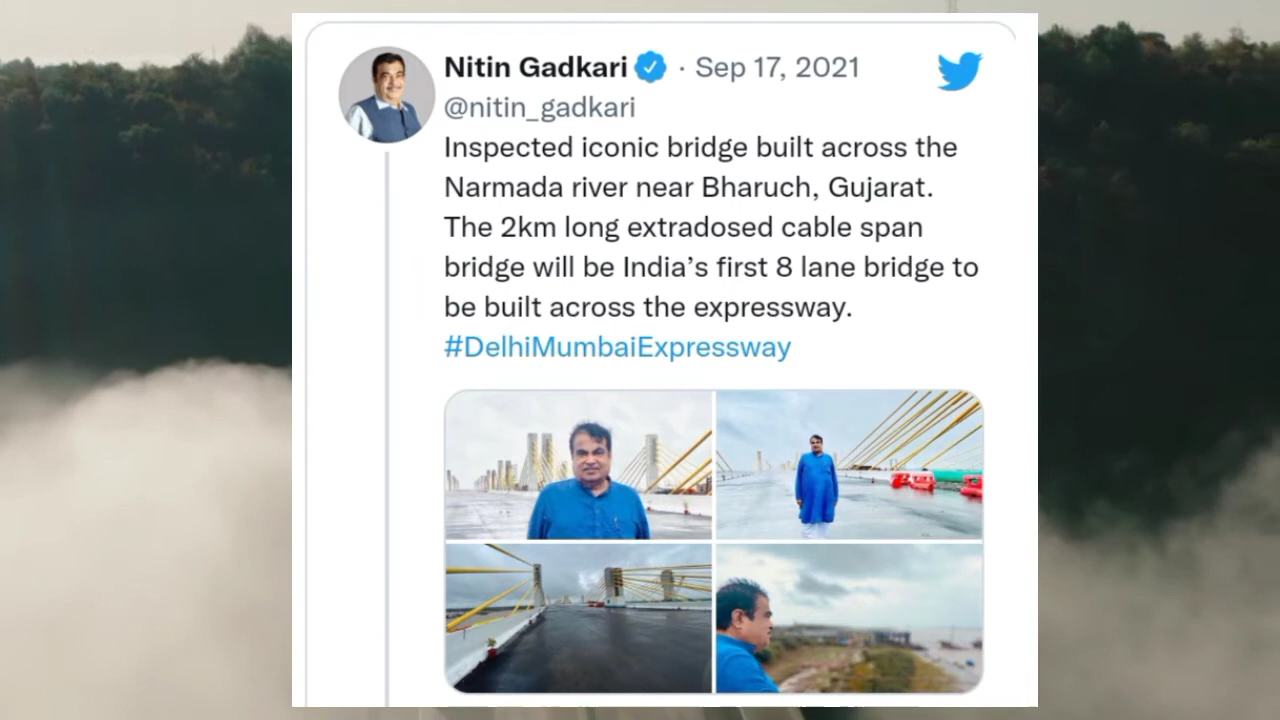 Nitin Gadkari · Sep 17, 2021
@nitin_gadkari
Inspected iconic bridge built across the
Narmada river near Bharuch, Gujarat.
The 2km long extradosed cable span
bridge will be India’s first 8 lane bridge to
be built across the expressway.
#DelhiMumbaiExpressway